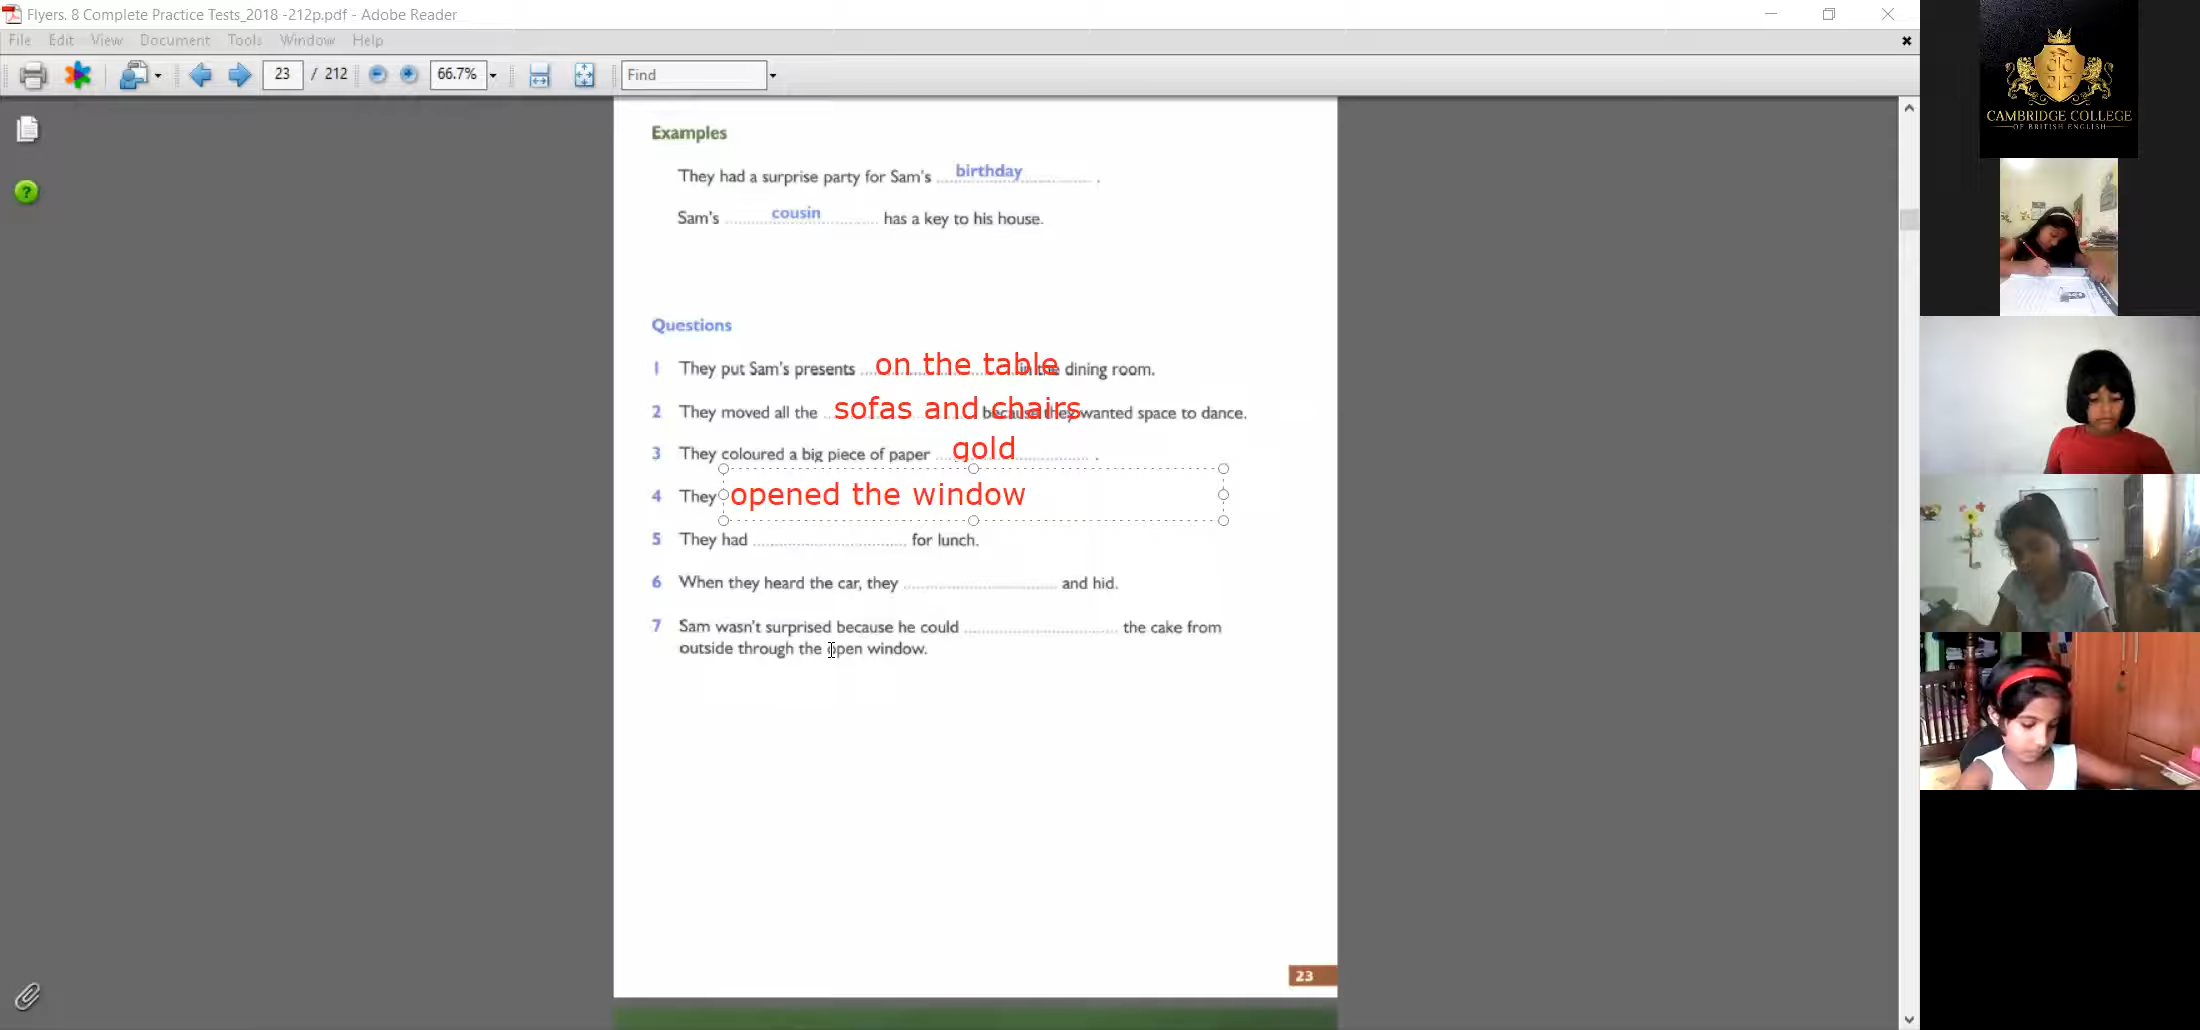 Flyers. 8 Complete Practice Tests_2018 -212p.pdf - Adobe Reader
File Edit View Document Tools Window Help
23 / 212 66.7% Find
Examples
They had a surprise party for Sam's birthday .
Sam's cousin has a key to his house.
Questions
1 They put Sam's presents on the table in the dining room.
2 They moved all the sofas and chairs because they wanted space to dance.
3 They coloured a big piece of paper gold .
4 They opened the window
5 They had for lunch.
6 When they heard the car, they and hid.
7 Sam wasn't surprised because he could the cake from
outside through the open window.
23
CAMBRIDGE COLLEGE
OF BRITISH ENGLISH